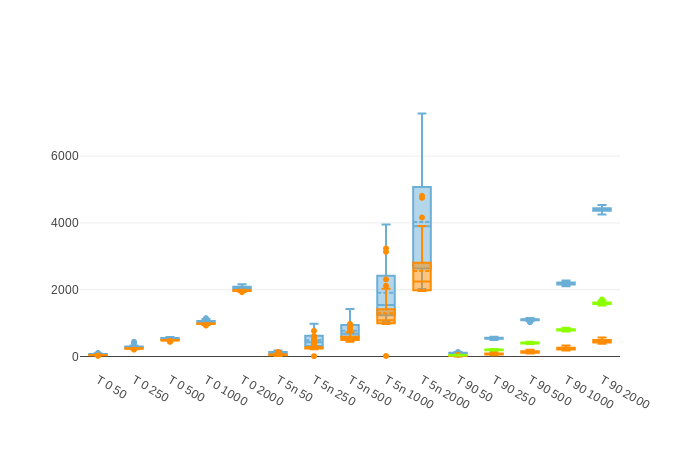 6000
4000
2000
0
T 0 50
T 0 250
T 0 500
T 0 1000
T 0 2000
T 5n 50
T 5n 250
T 5n 500
T 5n 1000
T 5n 2000
T 90 50
T 90 250
T 90 500
T 90 1000
T 90 2000